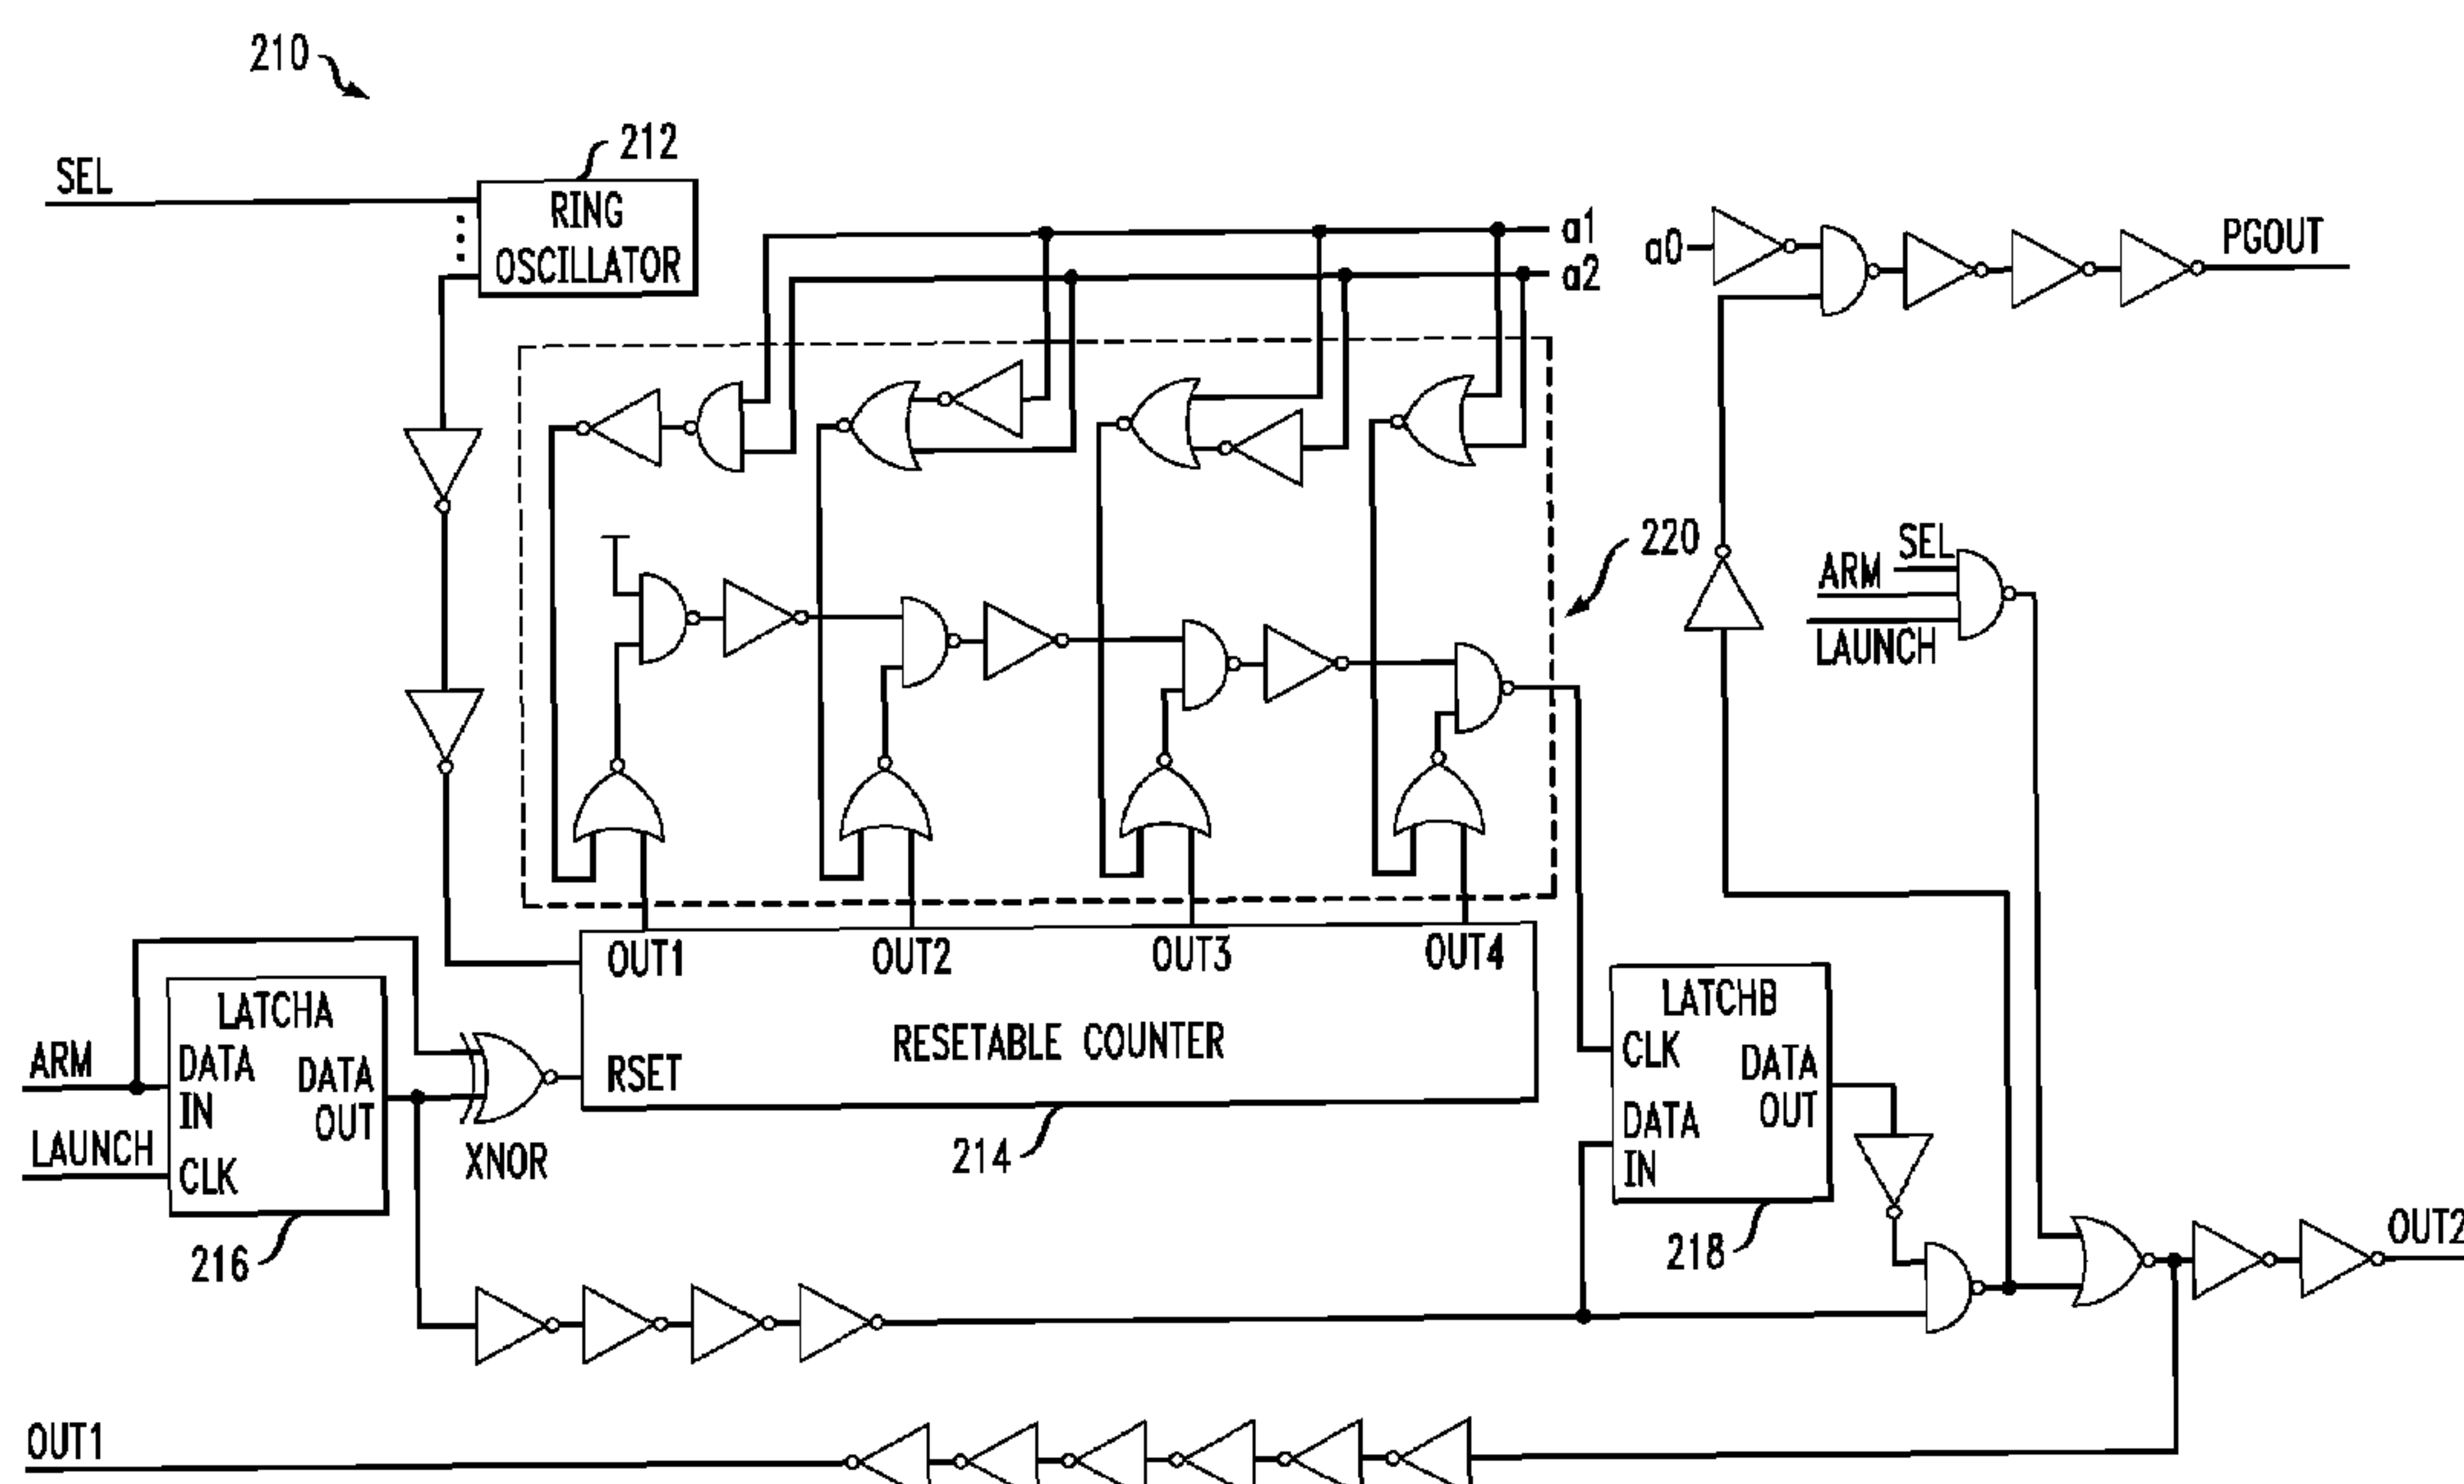 210
212
SEL
RING
OSCILLATOR
a1
a2
a0
PGOUT
220
SEL
ARM
LAUNCH
OUT1
OUT2
OUT3
OUT4
RESETABLE COUNTER
RSET
214
LATCHA
DATA
IN
DATA
OUT
CLK
ARM
LAUNCH
216
XNOR
LATCHB
CLK
DATA
OUT
DATA
IN
218
OUT2
OUT1